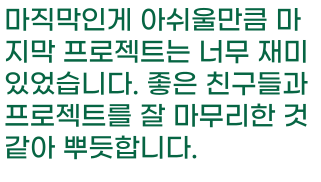 마직막인게 아쉬울만큼 마
지막 프로젝트는 너무 재미
있었습니다. 좋은 친구들과
프로젝트를 잘 마무리한 것
같아 뿌듯합니다.